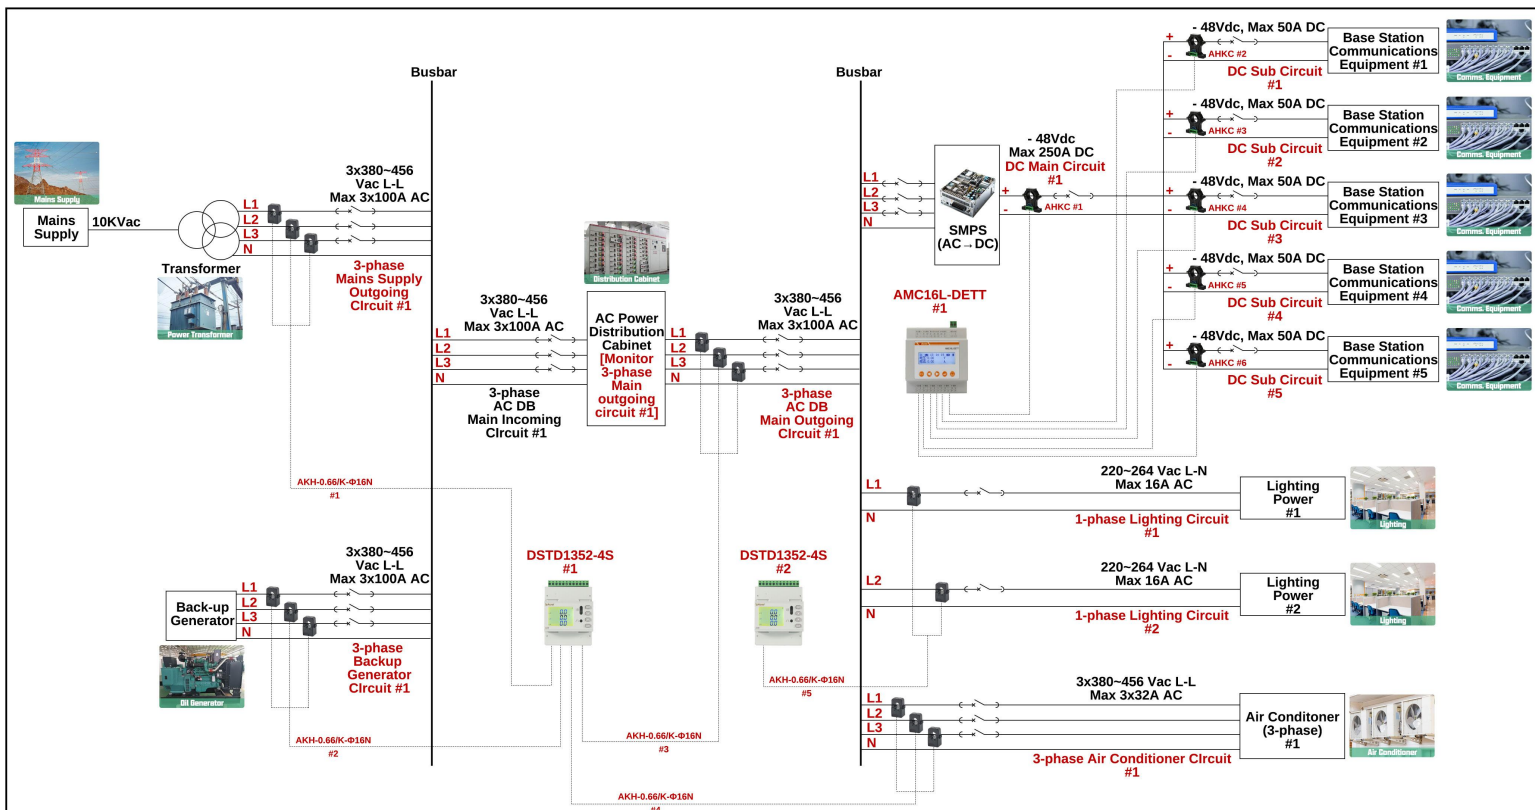 Mains Supply
Mains
Supply
10KVac
Transformer
Power Transformer
L1
L2
L3
N
3x380~456
Vac L-L
Max 3x100A AC
3-phase
Mains Supply
Outgoing
CIrcuit #1
AKH-0.66/K-Φ16N
#1
Back-up
Generator
Oil Generator
L1
L2
L3
N
3x380~456
Vac L-L
Max 3x100A AC
3-phase
Backup
Generator
CIrcuit #1
AKH-0.66/K-Φ16N
#2
Busbar
L1
L2
L3
N
3x380~456
Vac L-L
Max 3x100A AC
3-phase
AC DB
Main Incoming
CIrcuit #1
Distribution Cabinet
AC Power
Distribution
Cabinet
[Monitor
3-phase
Main
outgoing
circuit #1]
L1
L2
L3
N
3x380~456
Vac L-L
Max 3x100A AC
3-phase
AC DB
Main Outgoing
CIrcuit #1
DSTD1352-4S
#1
AKH-0.66/K-Φ16N
#3
AKH-0.66/K-Φ16N
DSTD1352-4S
#2
AKH-0.66/K-Φ16N
#5
Busbar
L1
L2
L3
N
SMPS
(AC→DC)
- 48Vdc
Max 250A DC
DC Main Circuit
#1
+
-
AHKC #1
AMC16L-DETT
#1
- 48Vdc, Max 50A DC
+
-
AHKC #2
DC Sub Circuit
#1
Base Station
Communications
Equipment #1
Comms. Equipment
- 48Vdc, Max 50A DC
+
-
AHKC #3
DC Sub Circuit
#2
Base Station
Communications
Equipment #2
Comms. Equipment
- 48Vdc, Max 50A DC
+
-
AHKC #4
DC Sub Circuit
#3
Base Station
Communications
Equipment #3
Comms. Equipment
- 48Vdc, Max 50A DC
+
-
AHKC #5
DC Sub Circuit
#4
Base Station
Communications
Equipment #4
Comms. Equipment
- 48Vdc, Max 50A DC
+
-
AHKC #6
DC Sub Circuit
#5
Base Station
Communications
Equipment #5
Comms. Equipment
L1
N
220~264 Vac L-N
Max 16A AC
1-phase Lighting Circuit
#1
Lighting
Power
#1
Lighting
L2
N
220~264 Vac L-N
Max 16A AC
1-phase Lighting Circuit
#2
Lighting
Power
#2
Lighting
L1
L2
L3
N
3x380~456 Vac L-L
Max 3x32A AC
3-phase Air Conditioner CIrcuit
#1
Air Conditoner
(3-phase)
#1
Air Conditioner